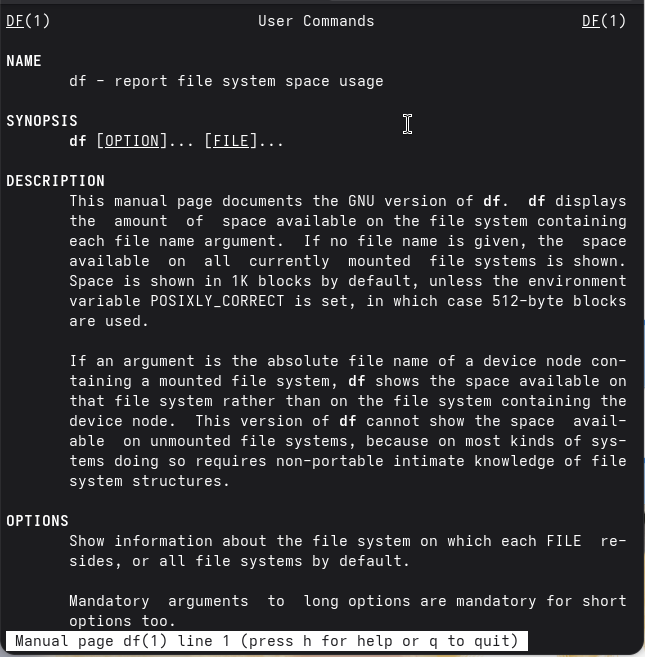 DF(1) User Commands DF(1)
NAME
df - report file system space usage
SYNOPSIS
df [OPTION]... [FILE]...
DESCRIPTION
This manual page documents the GNU version of df. df displays
the amount of space available on the file system containing
each file name argument. If no file name is given, the space
available on all currently mounted file systems is shown.
Space is shown in 1K blocks by default, unless the environment
variable POSIXLY_CORRECT is set, in which case 512-byte blocks
are used.
If an argument is the absolute file name of a device node con-
taining a mounted file system, df shows the space available on
that file system rather than on the file system containing the
device node. This version of df cannot show the space avail-
able on unmounted file systems, because on most kinds of sys-
tems doing so requires non-portable intimate knowledge of file
system structures.
OPTIONS
Show information about the file system on which each FILE re-
sides, or all file systems by default.
Mandatory arguments to long options are mandatory for short
options too.
Manual page df(1) line 1 (press h for help or q to quit)